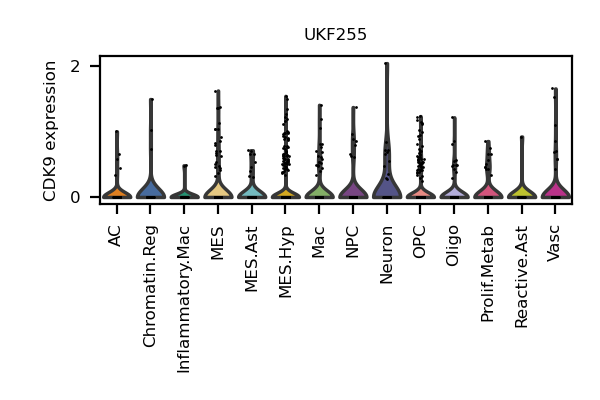 UKF255
CDK9 expression
2
0
AC
Chromatin.Reg
Inflammatory.Mac
MES
MES.Ast
MES.Hyp
Mac
NPC
Neuron
OPC
Oligo
Prolif.Metab
Reactive.Ast
Vasc